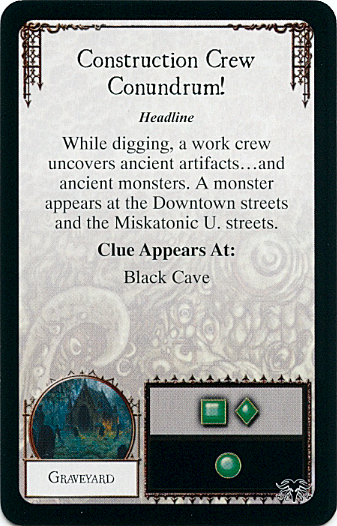 Construction Crew
Conundrum!
Headline
While digging, a work crew
uncovers ancient artifacts...and
ancient monsters. A monster
appears at the Downtown streets
and the Miskatonic U. streets.
Clue Appears At:
Black Cave
Graveyard